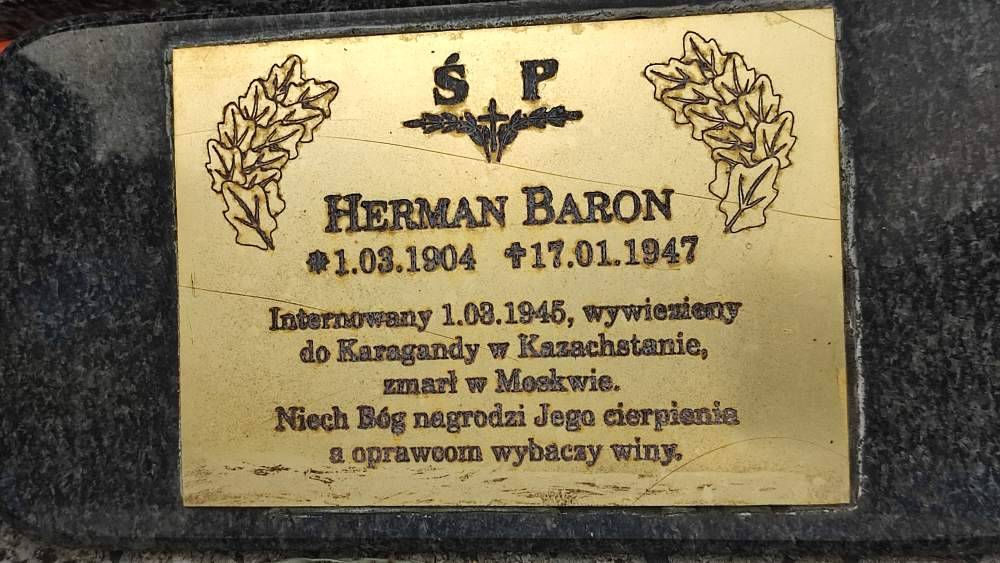 Ś P
HERMAN BARON
*1.03.1904 ✝17.01.1947
Internowany 1.03.1945, wywieziony
do Karagandy w Kazachstanie,
zmarł w Moskwie.
Niech Bóg nagrodzi Jego cierpienia
a oprawcom wybaczy winy.